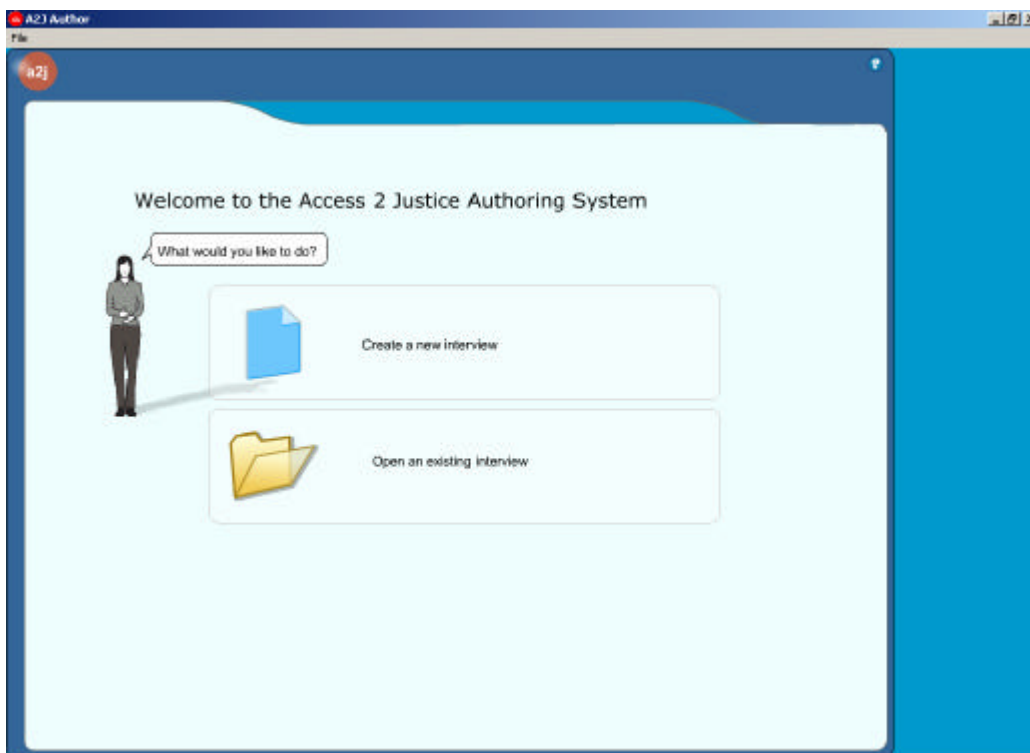 A2J Author
File
a2j
?
Welcome to the Access 2 Justice Authoring System
What would you like to do?
Create a new interview
Open an existing interview